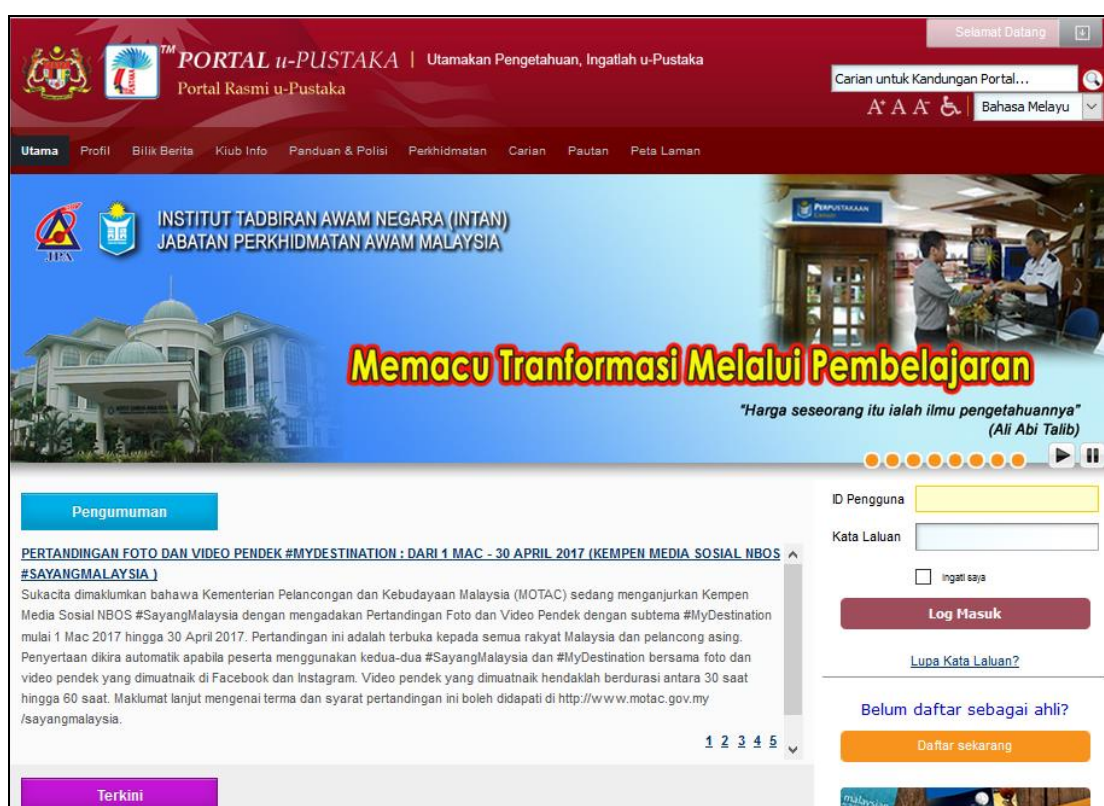 Selamat Datang
TM
PORTAL u-PUSTAKA | Utamakan Pengetahuan, Ingatlah u-Pustaka
Portal Rasmi u-Pustaka
Carian untuk Kandungan Portal...
A+ A A- Bahasa Melayu
Utama Profil Bilik Berita Kiub Info Panduan & Polisi Perkhidmatan Carian Pautan Peta Laman
JPA
INSTITUT TADBIRAN AWAM NEGARA (INTAN)
JABATAN PERKHIDMATAN AWAM MALAYSIA
PERPUSTAKAAN
Memacu Tranformasi Melalui Pembelajaran
"Harga seseorang itu ialah ilmu pengetahuannya"
(Ali Abi Talib)
Pengumuman
PERTANDINGAN FOTO DAN VIDEO PENDEK #MYDESTINATION : DARI 1 MAC - 30 APRIL 2017 (KEMPEN MEDIA SOSIAL NBOS
#SAYANGMALAYSIA )
Sukacita dimaklumkan bahawa Kementerian Pelancongan dan Kebudayaan Malaysia (MOTAC) sedang menganjurkan Kempen
Media Sosial NBOS #SayangMalaysia dengan mengadakan Pertandingan Foto dan Video Pendek dengan subtema #MyDestination
mulai 1 Mac 2017 hingga 30 April 2017. Pertandingan ini adalah terbuka kepada semua rakyat Malaysia dan pelancong asing.
Penyertaan dikira automatik apabila peserta menggunakan kedua-dua #SayangMalaysia dan #MyDestination bersama foto dan
video pendek yang dimuatnaik di Facebook dan Instagram. Video pendek yang dimuatnaik hendaklah berdurasi antara 30 saat
hingga 60 saat. Maklumat lanjut mengenai terma dan syarat pertandingan ini boleh didapati di http://www.motac.gov.my
/sayangmalaysia.
1 2 3 4 5
Terkini
ID Pengguna
Kata Laluan
Ingati saya
Log Masuk
Lupa Kata Laluan?
Belum daftar sebagai ahli?
Daftar sekarang
malaysian